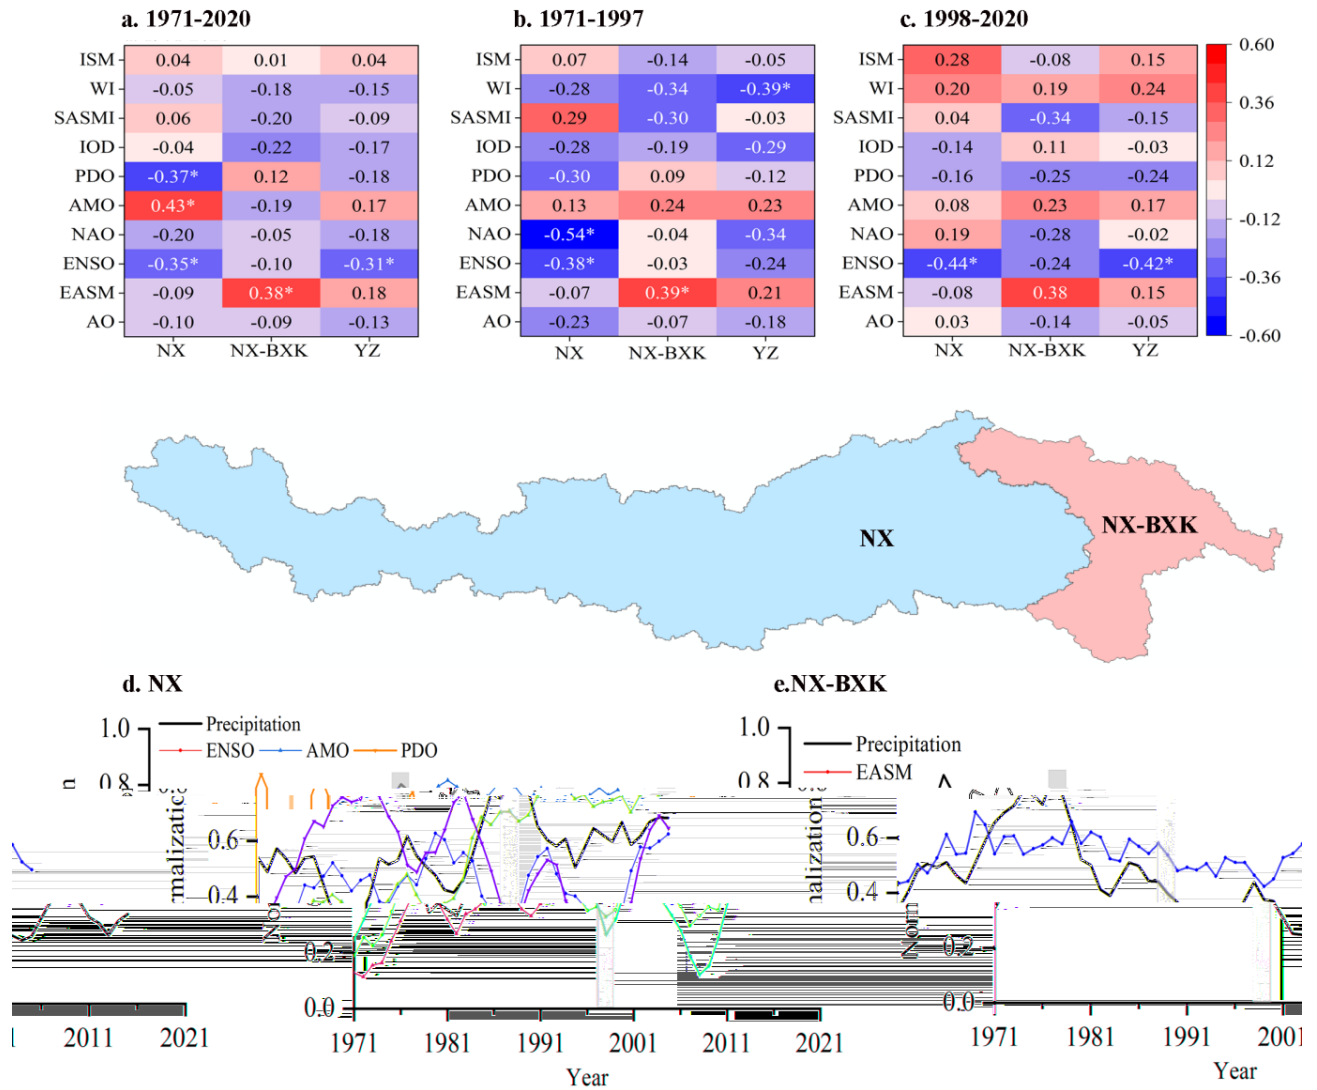 a. 1971-2020
b. 1971-1997
c. 1998-2020
ISM 0.04 0.01 0.04
WI -0.05 -0.18 -0.15
SASMI 0.06 -0.20 -0.09
IOD -0.04 -0.22 -0.17
PDO -0.37* 0.12 -0.18
AMO 0.43* -0.19 0.17
NAO -0.20 -0.05 -0.18
ENSO -0.35* -0.10 -0.31*
EASM -0.09 0.38* 0.18
AO -0.10 -0.09 -0.13
NX NX-BXK YZ
ISM 0.07 -0.14 -0.05
WI -0.28 -0.34 -0.39*
SASMI 0.29 -0.30 -0.03
IOD -0.28 -0.19 -0.29
PDO -0.30 0.09 -0.12
AMO 0.13 0.24 0.23
NAO -0.54* -0.04 -0.34
ENSO -0.38* -0.03 -0.24
EASM -0.07 0.39* 0.21
AO -0.23 -0.07 -0.18
NX NX-BXK YZ
ISM 0.28 -0.08 0.15
WI 0.20 0.19 0.24
SASMI 0.04 -0.34 -0.15
IOD -0.14 0.11 -0.03
PDO -0.16 -0.25 -0.24
AMO 0.08 0.23 0.17
NAO 0.19 -0.28 -0.02
ENSO -0.44* -0.24 -0.42*
EASM -0.08 0.38 0.15
AO 0.03 -0.14 -0.05
NX NX-BXK YZ
0.60
0.36
0.12
-0.12
-0.36
-0.60
NX
NX-BXK
d. NX
Precipitation
ENSO AMO PDO
1.0
0.8
0.6
0.4
0.2
0.0
2011 2021
1971 1981 1991 2001 2011 2021
Year
e.NX-BXK
Precipitation
EASM
1.0
0.8
0.6
0.4
0.2
0.0
1971 1981 1991 2001
Year